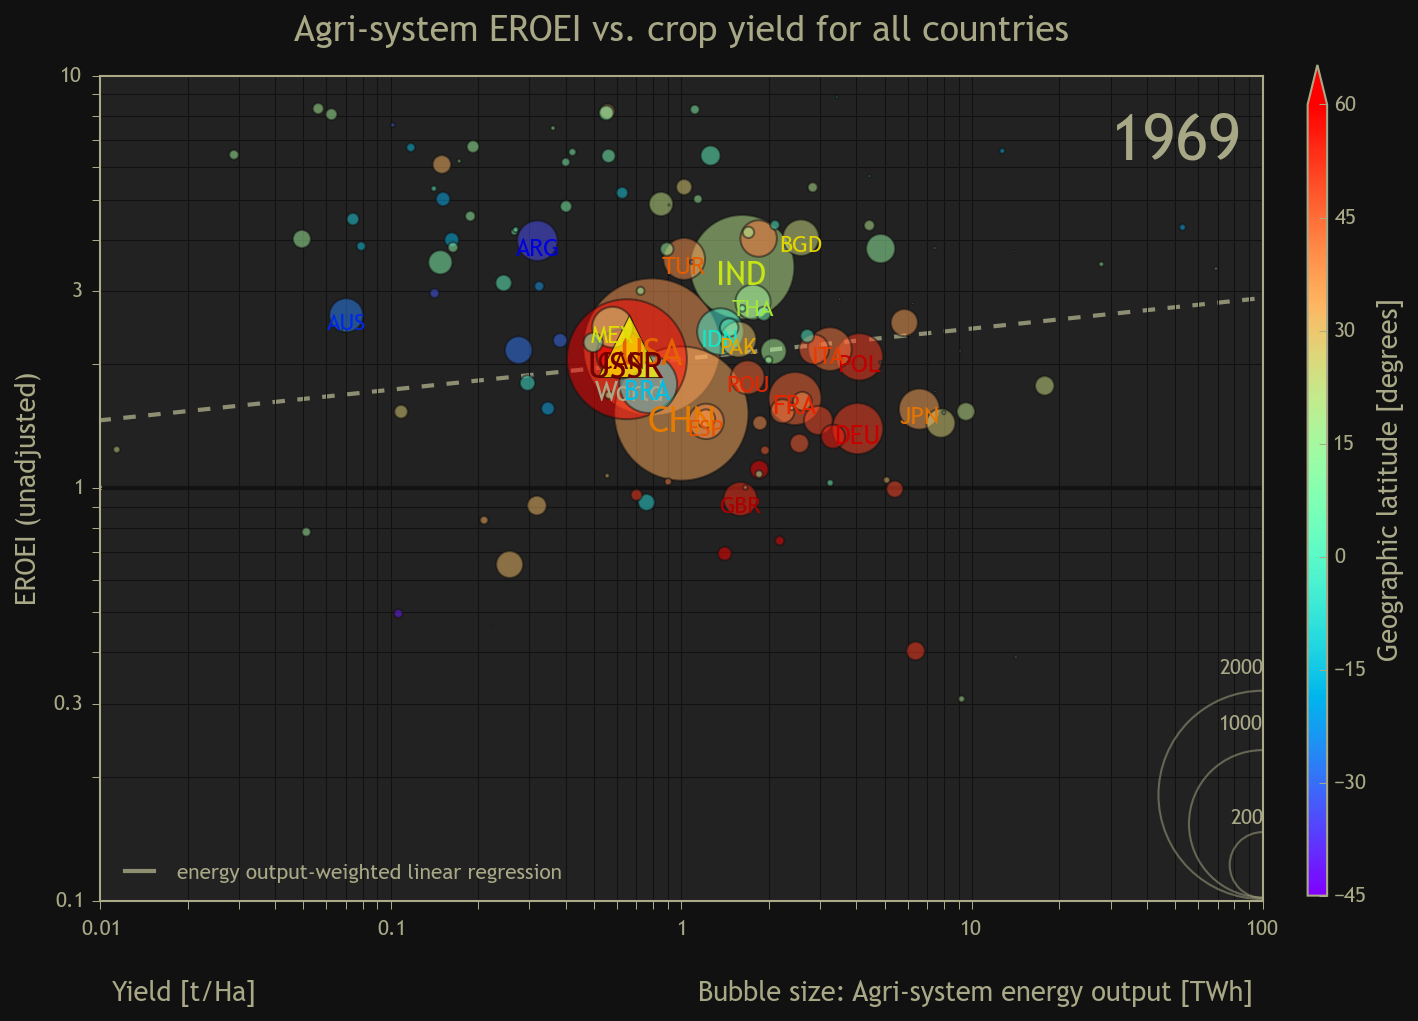 Agri-system EROEI vs. crop yield for all countries
1969
10
3
1
0.3
0.1
EROEI (unadjusted)
ARG
BGD
TUR
IND
THA
AUS
MEX
IDN
PAK
USA
USSR
CAN
ITA
POL
ROU
BRA
FRA
CHN
ESP
JPN
DEU
GBR
2000
1000
200
energy output-weighted linear regression
0.01
0.1
1
10
100
Yield [t/Ha]
Bubble size: Agri-system energy output [TWh]
60
45
30
15
0
−15
−30
−45
Geographic latitude [degrees]